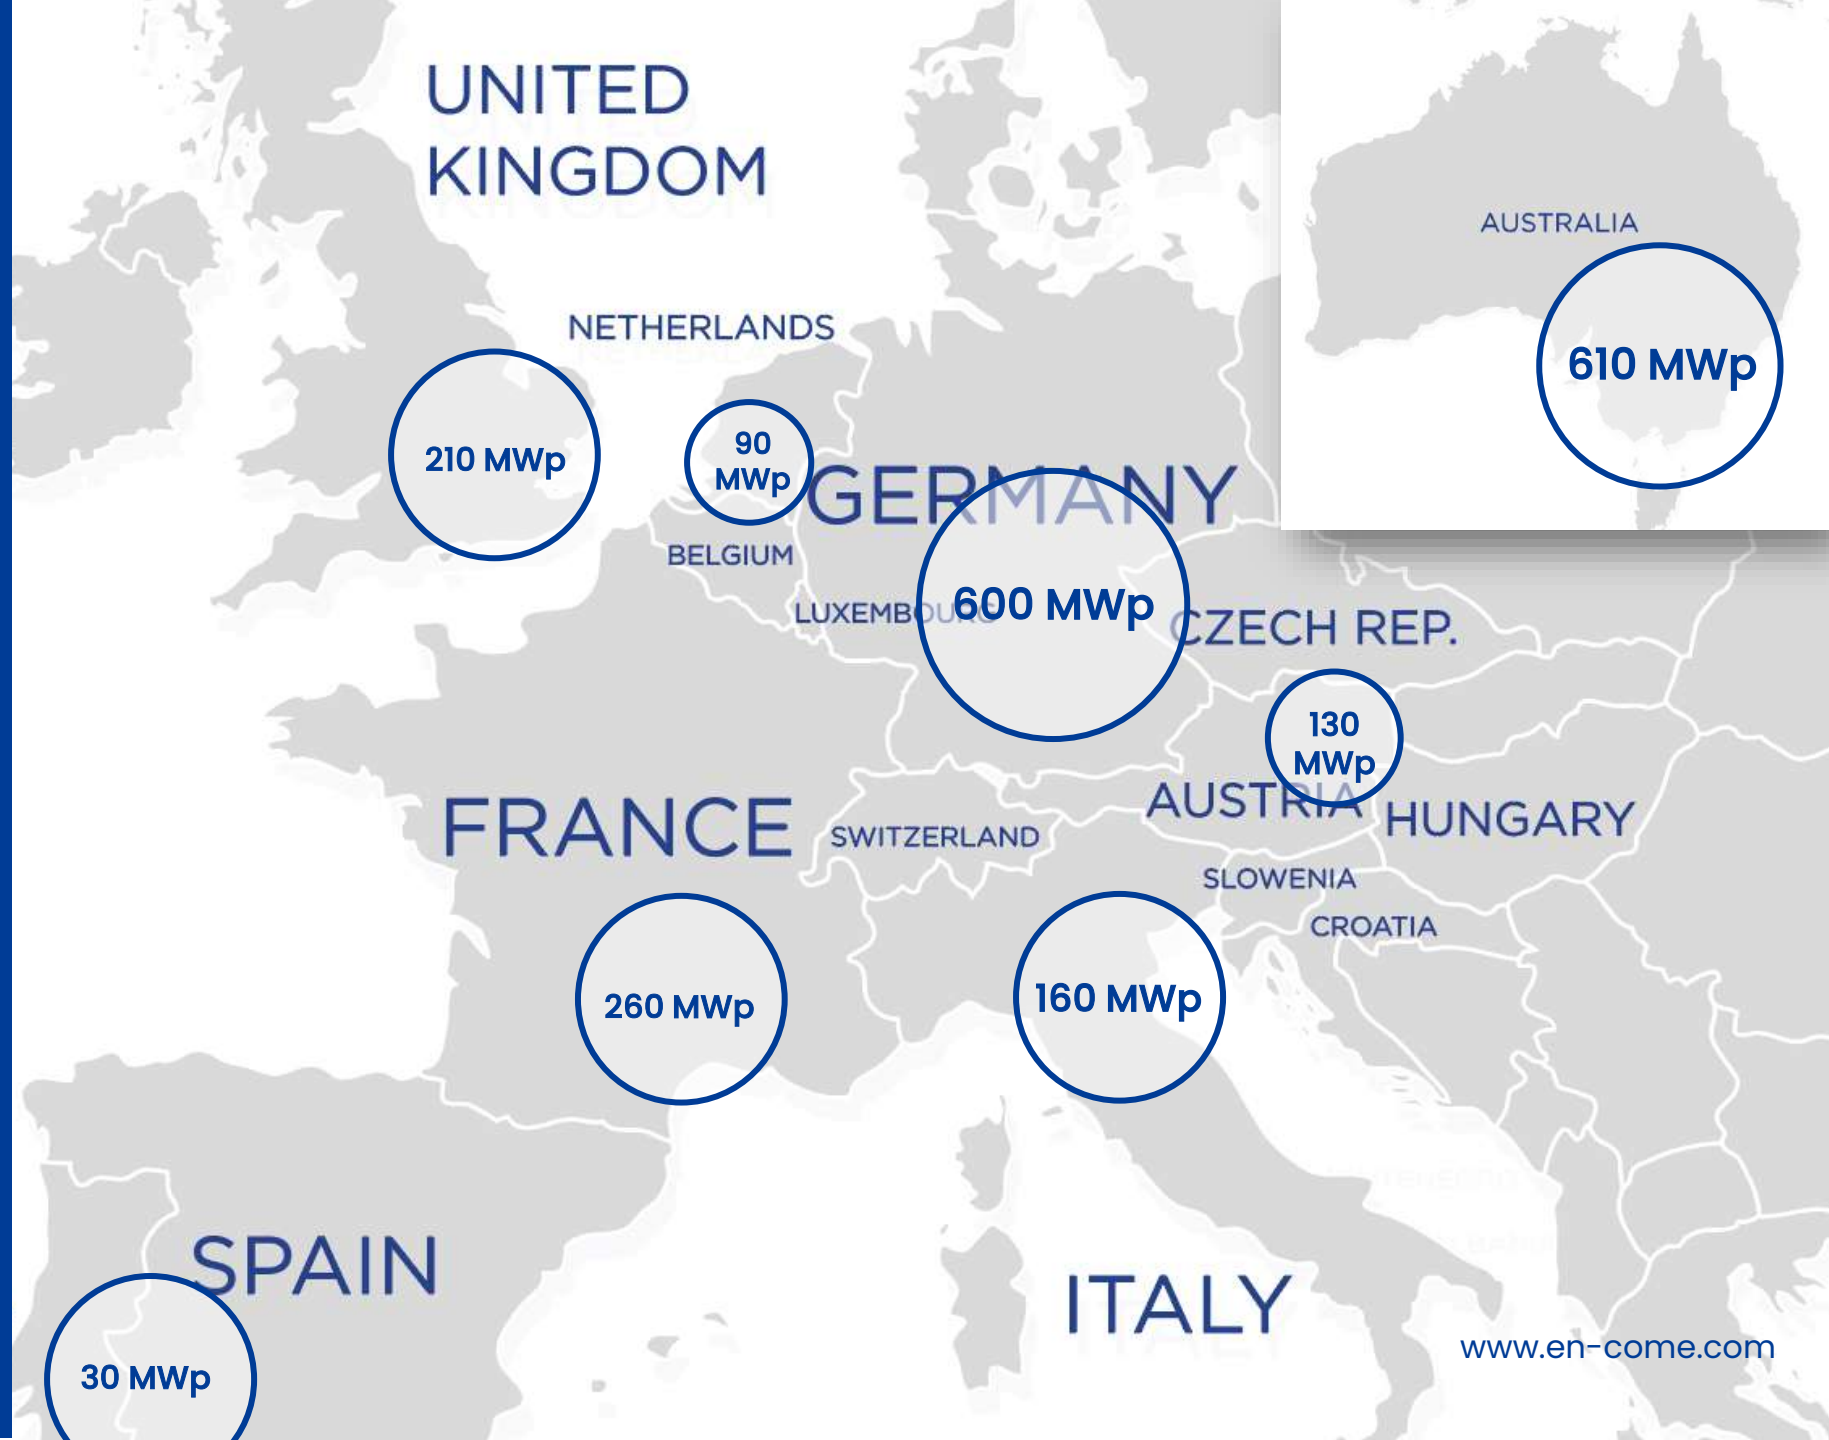 UNITED
KINGDOM
AUSTRALIA
NETHERLANDS
610 MWp
210 MWp
90
MWp
GERMANY
BELGIUM
LUXEMBOURG
600 MWp
CZECH REP.
130
MWp
AUSTRIA
HUNGARY
FRANCE
SWITZERLAND
SLOWENIA
CROATIA
260 MWp
160 MWp
SPAIN
ITALY
www.en-come.com
30 MWp